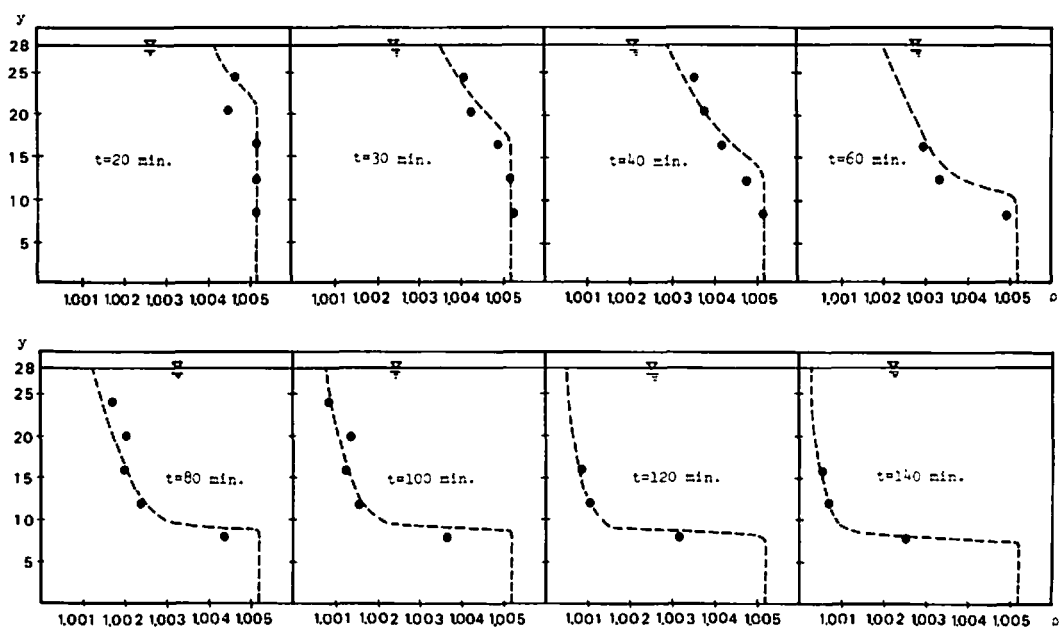 y
28
25
20
15
10
5
t=20 min.
t=30 min.
t=40 min.
t=60 min.
1,001 1,002 1,003 1,004 1,005
1,001 1,002 1,003 1,004 1,005
1,001 1,002 1,003 1,004 1,005
1,001 1,003 1,004 1,005 ρ
y
28
25
20
15
10
5
t=80 min.
t=100 min.
t=120 min.
t=140 min.
1,001 1,002 1,003 1,004 1,005
1,001 1,002 1,003 1,004 1,005
1,001 1,002 1,003 1,004 1,005
1,001 1,002 1,003 1,004 1,005 ρ